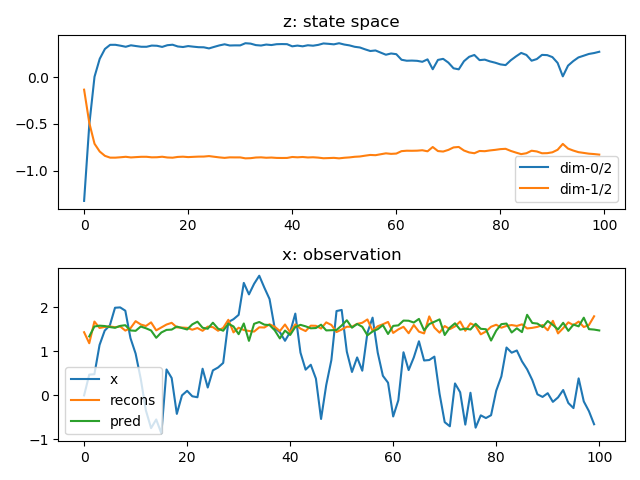 z: state space
0.0
−0.5
−1.0
dim-0/2
dim-1/2
0 20 40 60 80 100
x: observation
2
1
0
−1
x
recons
pred
0 20 40 60 80 100